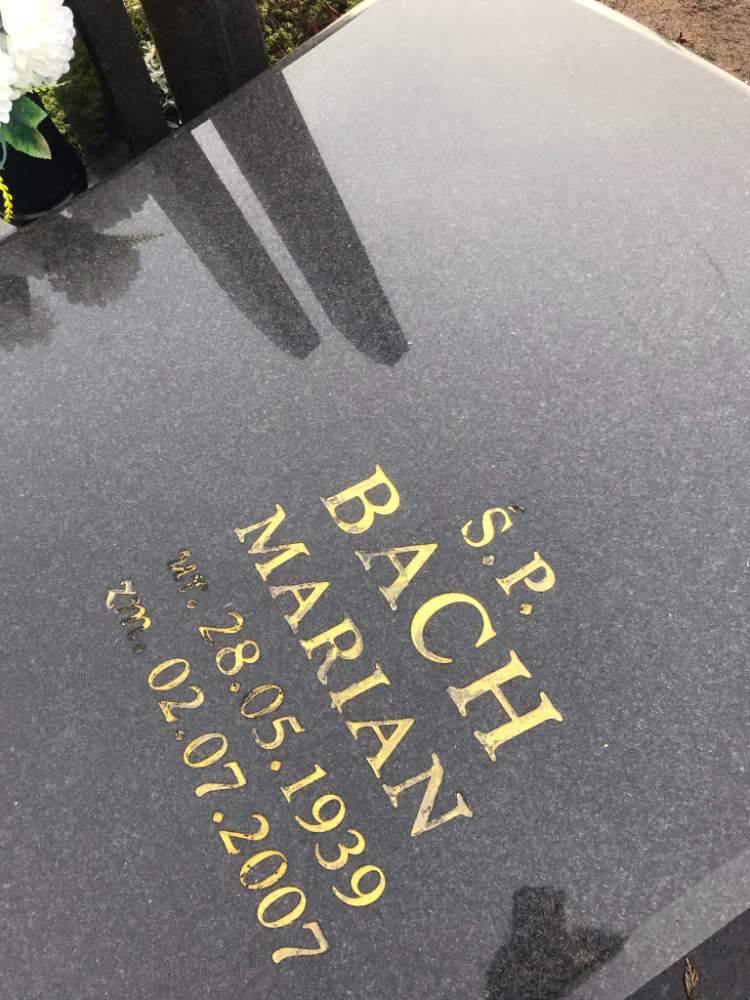 Ś.P.
BACH
MARIAN
ur. 28.05.1939
zm. 02.07.2007